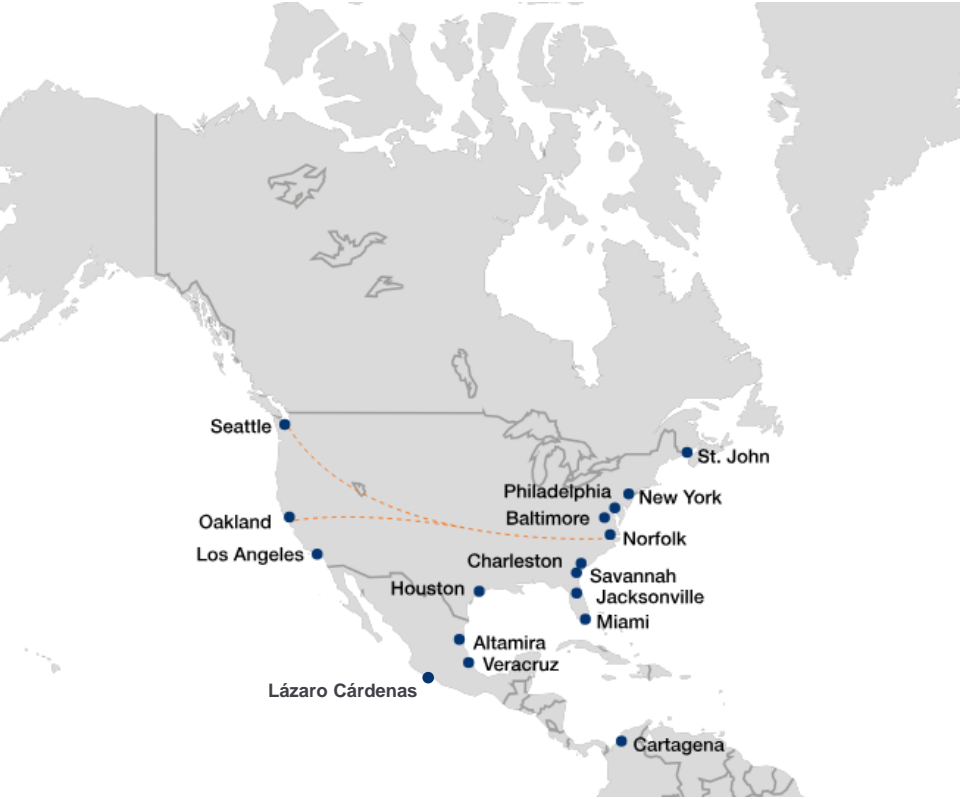 Seattle
St. John
Philadelphia
New York
Baltimore
Oakland
Norfolk
Los Angeles
Charleston
Savannah
Houston
Jacksonville
Miami
Altamira
Veracruz
Lázaro Cárdenas
Cartagena